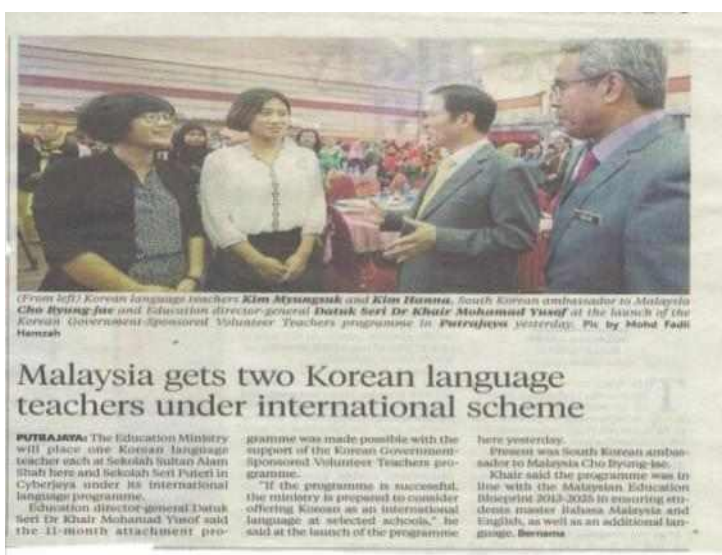 (From left) Korean language teachers Kim Myungsuk and Kim Hanna, South Korean ambassador to Malaysia
Cho Byung-jae and Education director-general Datuk Seri Dr Khair Mohamad Yusof at the launch of the
Korean Government-Sponsored Volunteer Teachers programme in Putrajaya yesterday. Pic by Mohd Fadli
Hamzah
Malaysia gets two Korean language
teachers under international scheme
PUTRAJAYA: The Education Ministry
will place one Korean language
teacher each at Sekolah Sultan Alam
Shah here and Sekolah Seri Puteri in
Cyberjaya under its international
language programme.
Education director-general Datuk
Seri Dr Khair Mohamad Yusof said
the 11-month attachment pro-
gramme was made possible with the
support of the Korean Government-
Sponsored Volunteer Teachers pro-
gramme.
"If the programme is successful,
the ministry is prepared to consider
offering Korean as an international
language at selected schools," he
said at the launch of the programme
here yesterday.
Present was South Korean ambas-
sador to Malaysia Cho Byung-jae.
Khair said the programme was in
line with the Malaysian Education
Blueprint 2013-2025 in ensuring stu-
dents master Bahasa Malaysia and
English, as well as an additional lan-
guage. Bernama